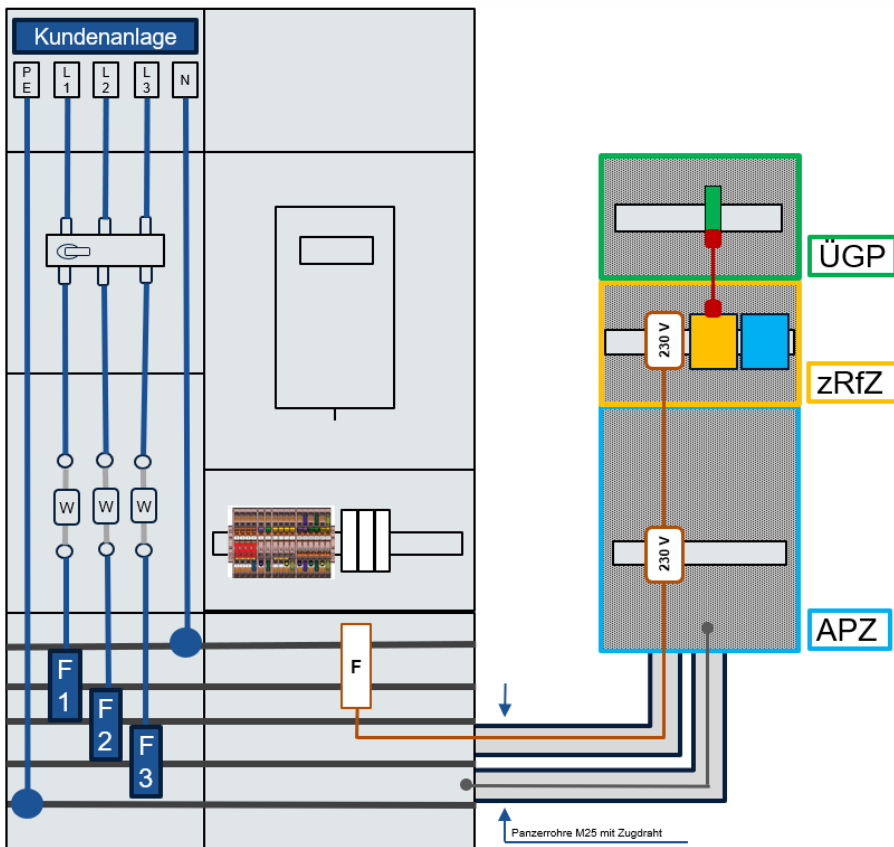 Kundenanlage
PE
L1
L2
L3
N
ÜGP
230 V
zRfZ
W
W
W
230 V
APZ
F1
F2
F3
F
Panzerrohre M25 mit Zugdraht